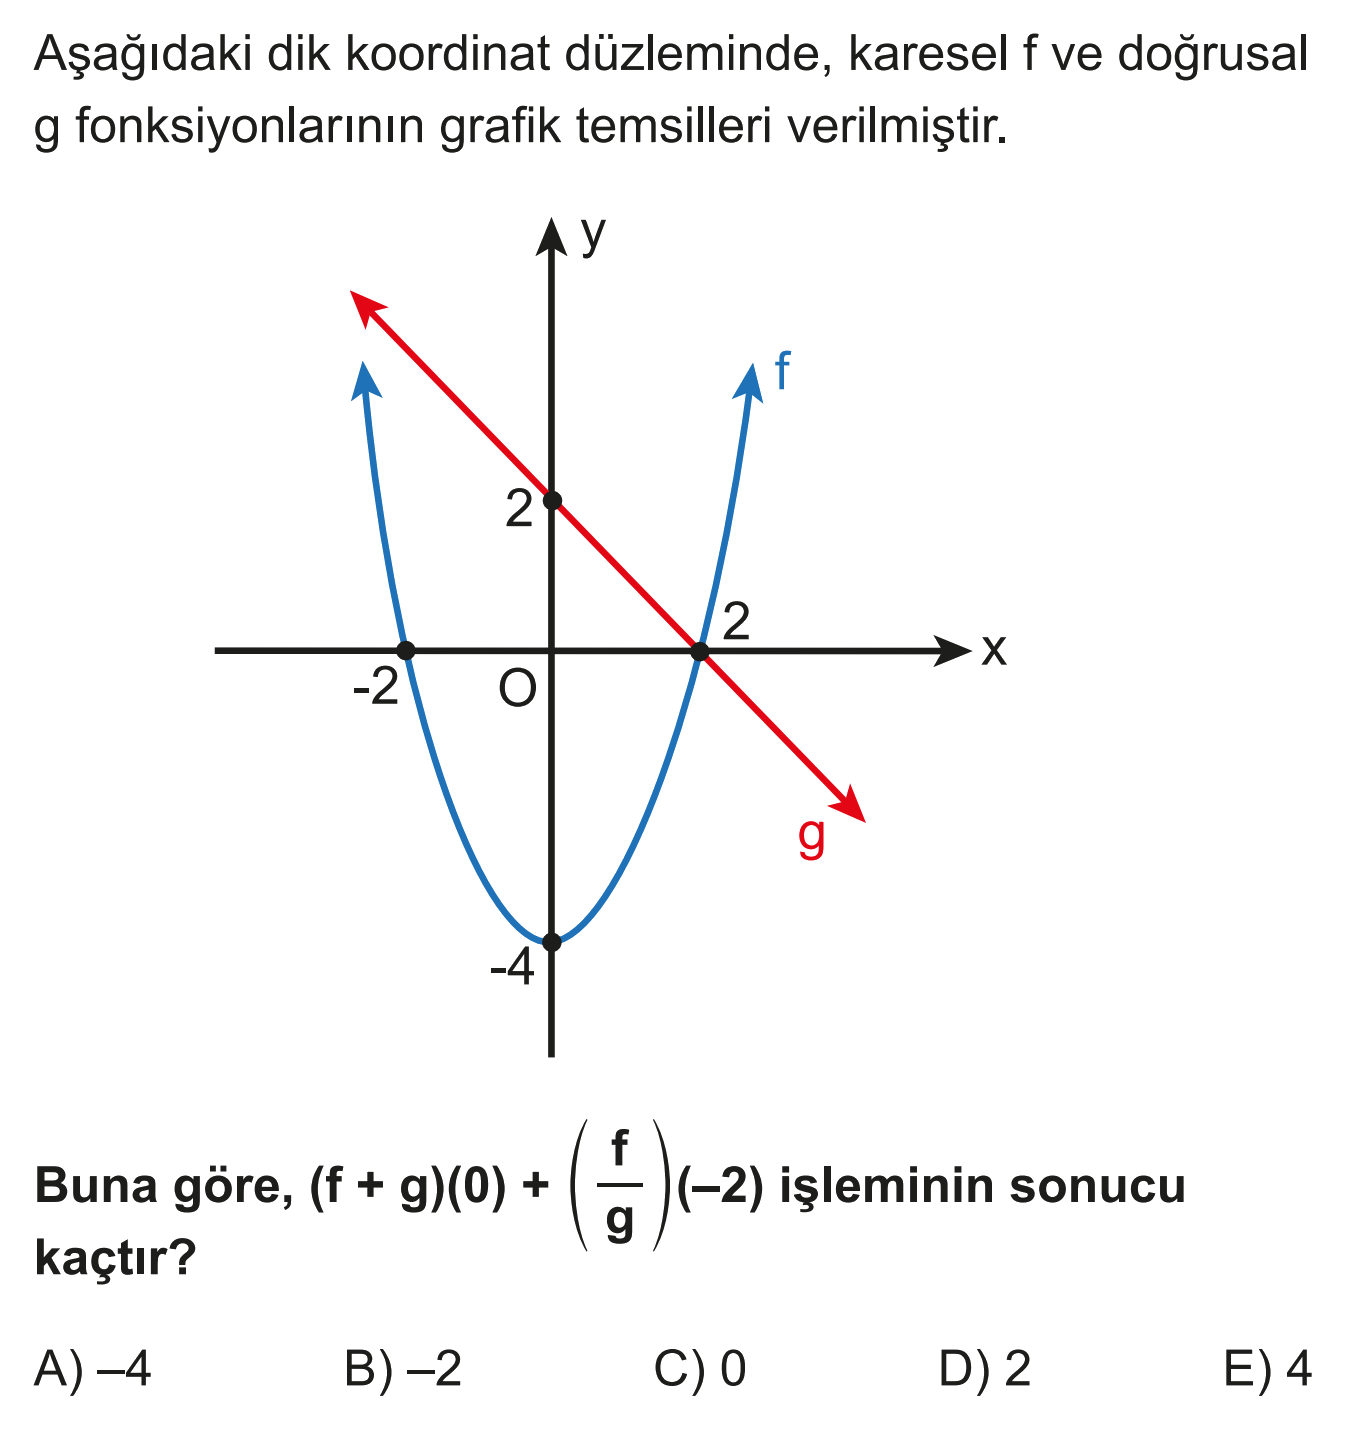 Aşağıdaki dik koordinat düzleminde, karesel f ve doğrusal
g fonksiyonlarının grafik temsilleri verilmiştir.
y
f
2
2
x
-2
O
g
-4
Buna göre, (f + g)(0) + (f/g)(–2) işleminin sonucu
kaçtır?
A) –4 B) –2 C) 0 D) 2 E) 4